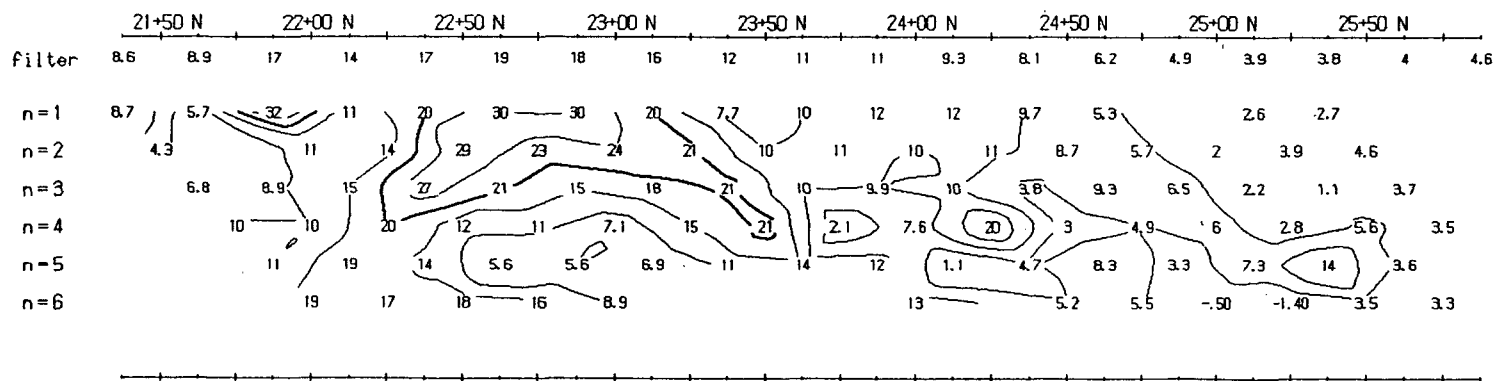 21+50 N 22+00 N 22+50 N 23+00 N 23+50 N 24+00 N 24+50 N 25+00 N 25+50 N
filter 8.6 8.9 17 14 17 19 18 16 12 11 11 9.3 8.1 6.2 4.9 3.9 3.8 4 4.6
n=1 8.7 5.7 32 11 20 30 30 20 7.7 10 12 12 9.7 5.3 2.6 2.7
n=2 4.3 11 14 29 23 24 21 10 11 10 11 8.7 5.7 2 3.9 4.6
n=3 6.8 8.9 15 27 21 15 18 21 10 9.9 10 3.8 9.3 6.5 2.2 1.1 3.7
n=4 10 10 20 12 11 7.1 15 21 2.1 7.6 20 3 4.9 6 2.8 5.6 3.5
n=5 11 19 14 5.6 5.6 6.9 11 14 12 1.1 4.7 8.3 3.3 7.3 14 3.6
n=6 19 17 18 16 8.9 13 5.2 5.5 -.50 -1.40 3.5 3.3